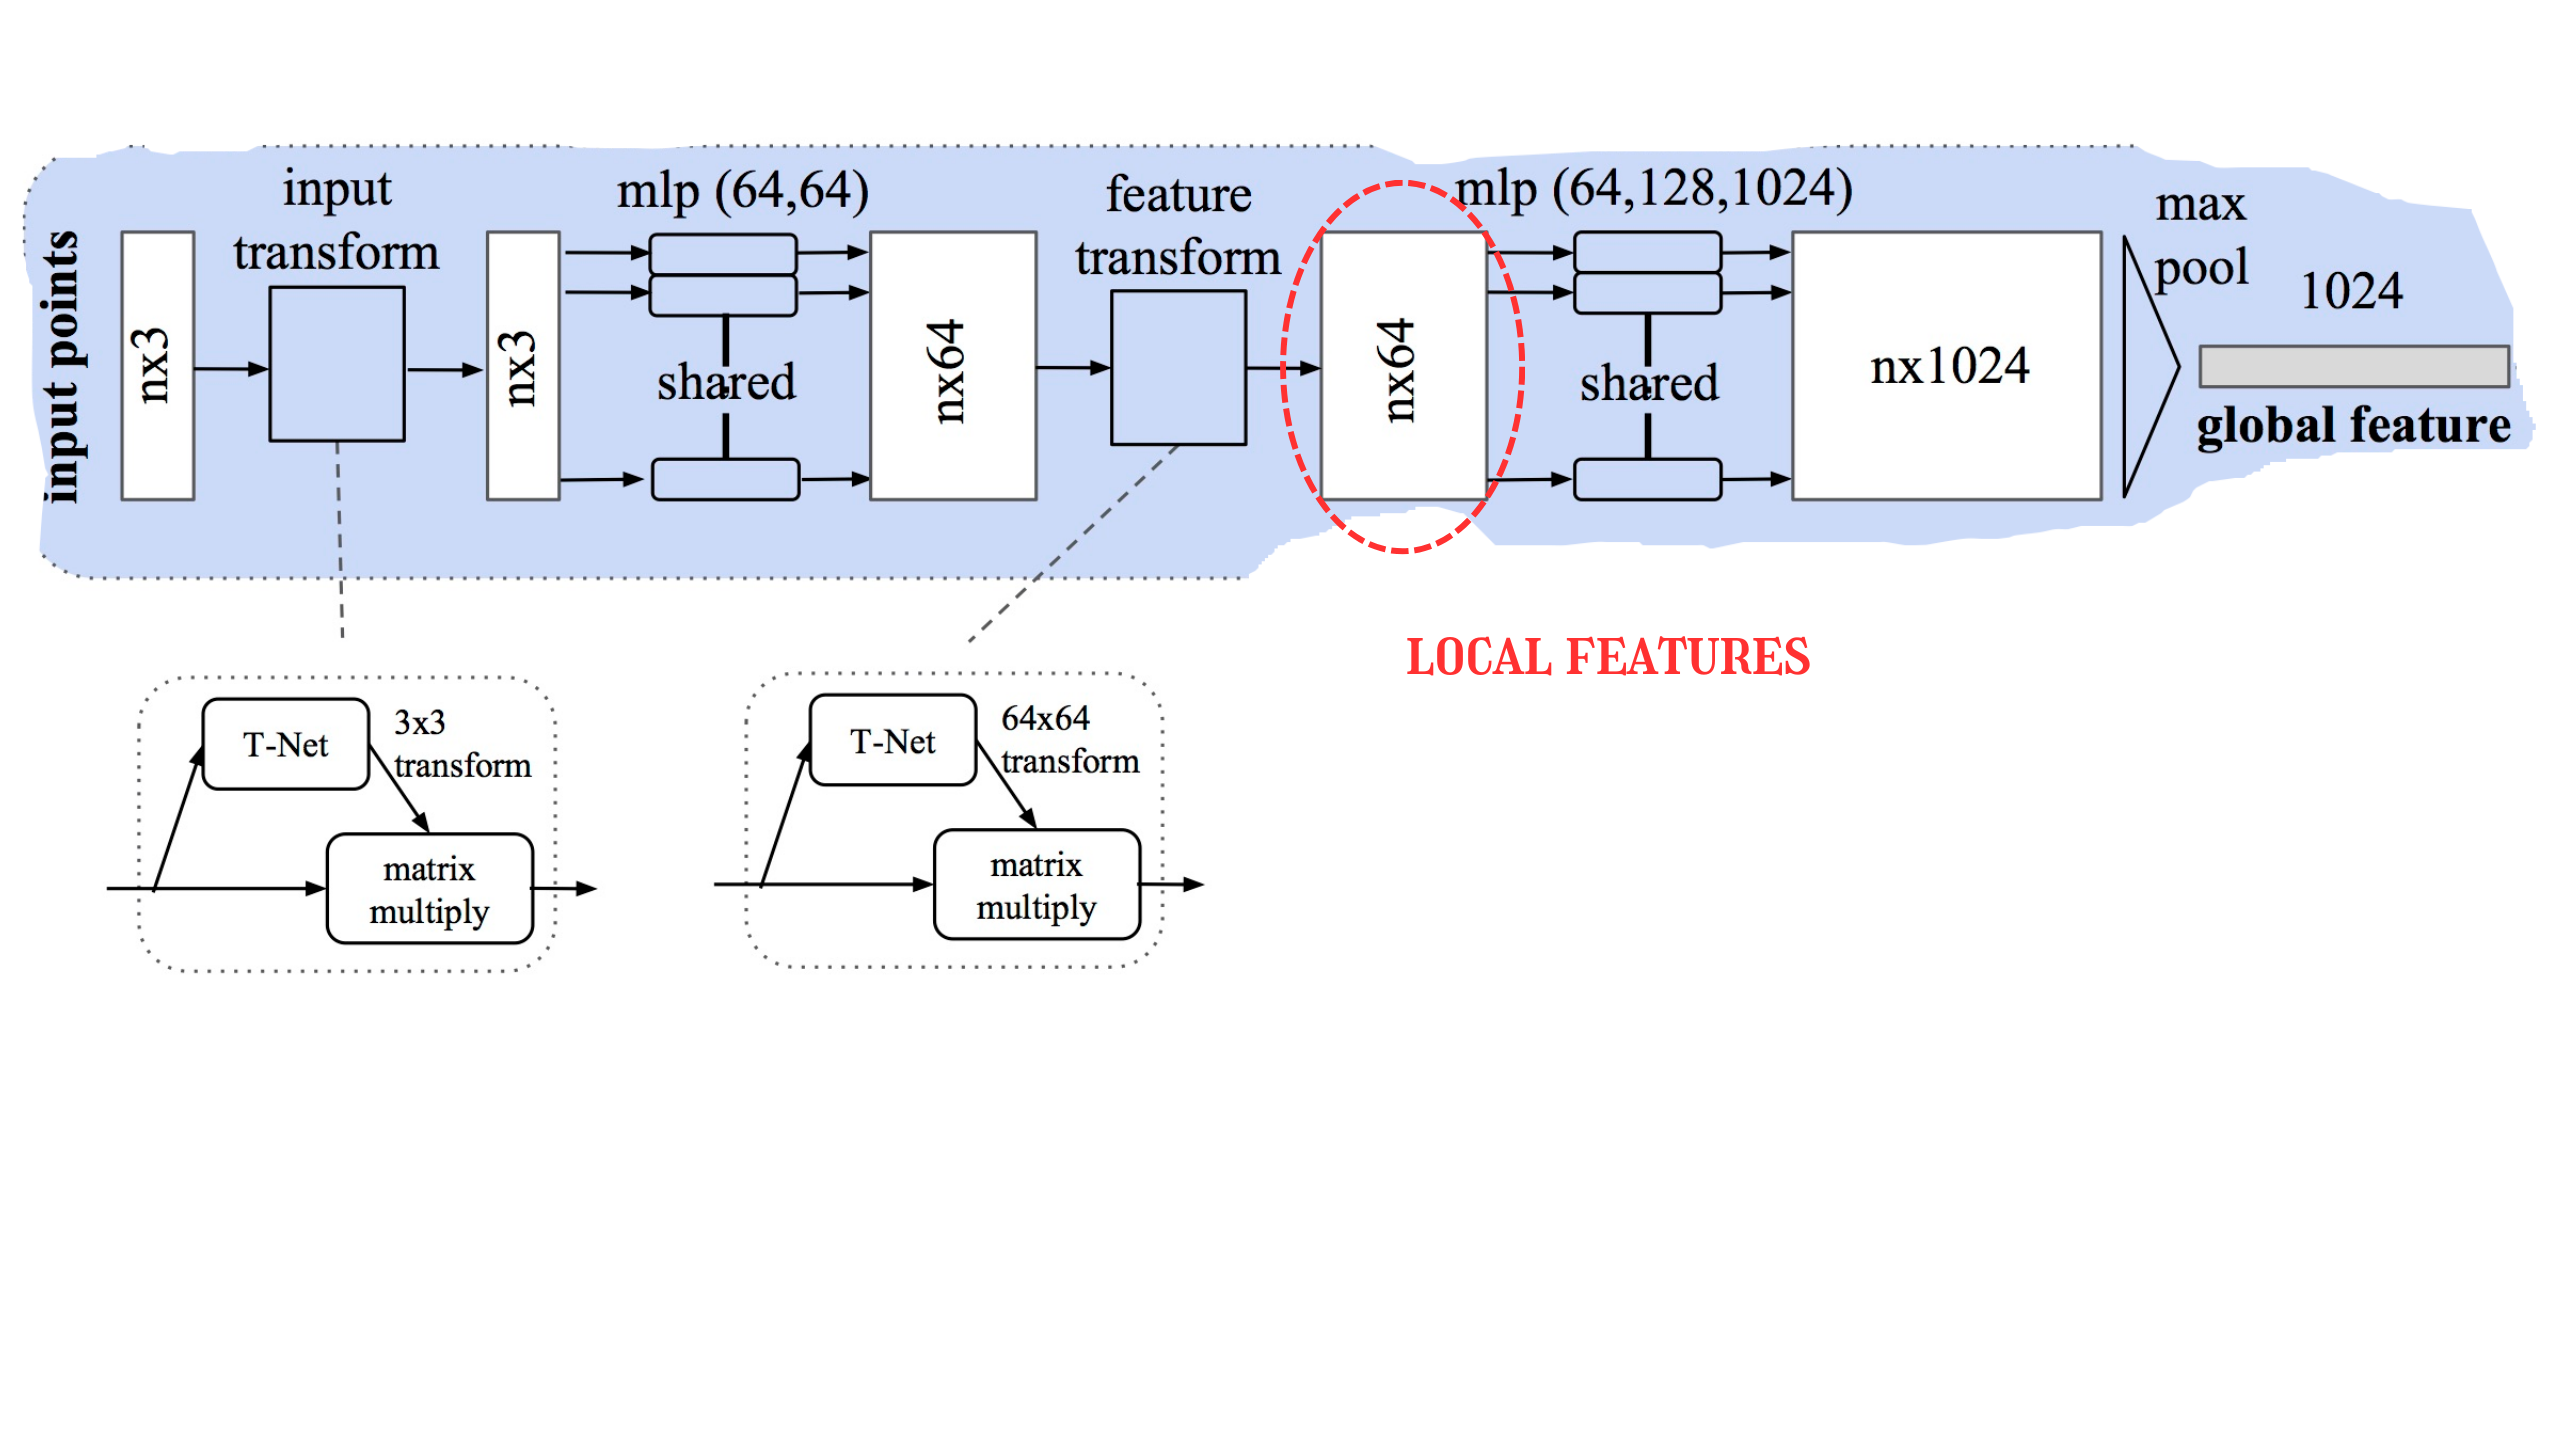 input points
nx3
input
transform
nx3
mlp (64,64)
shared
nx64
feature
transform
nx64
mlp (64,128,1024)
shared
nx1024
max
pool
1024
global feature
LOCAL FEATURES
T-Net
3x3
transform
matrix
multiply
T-Net
64x64
transform
matrix
multiply